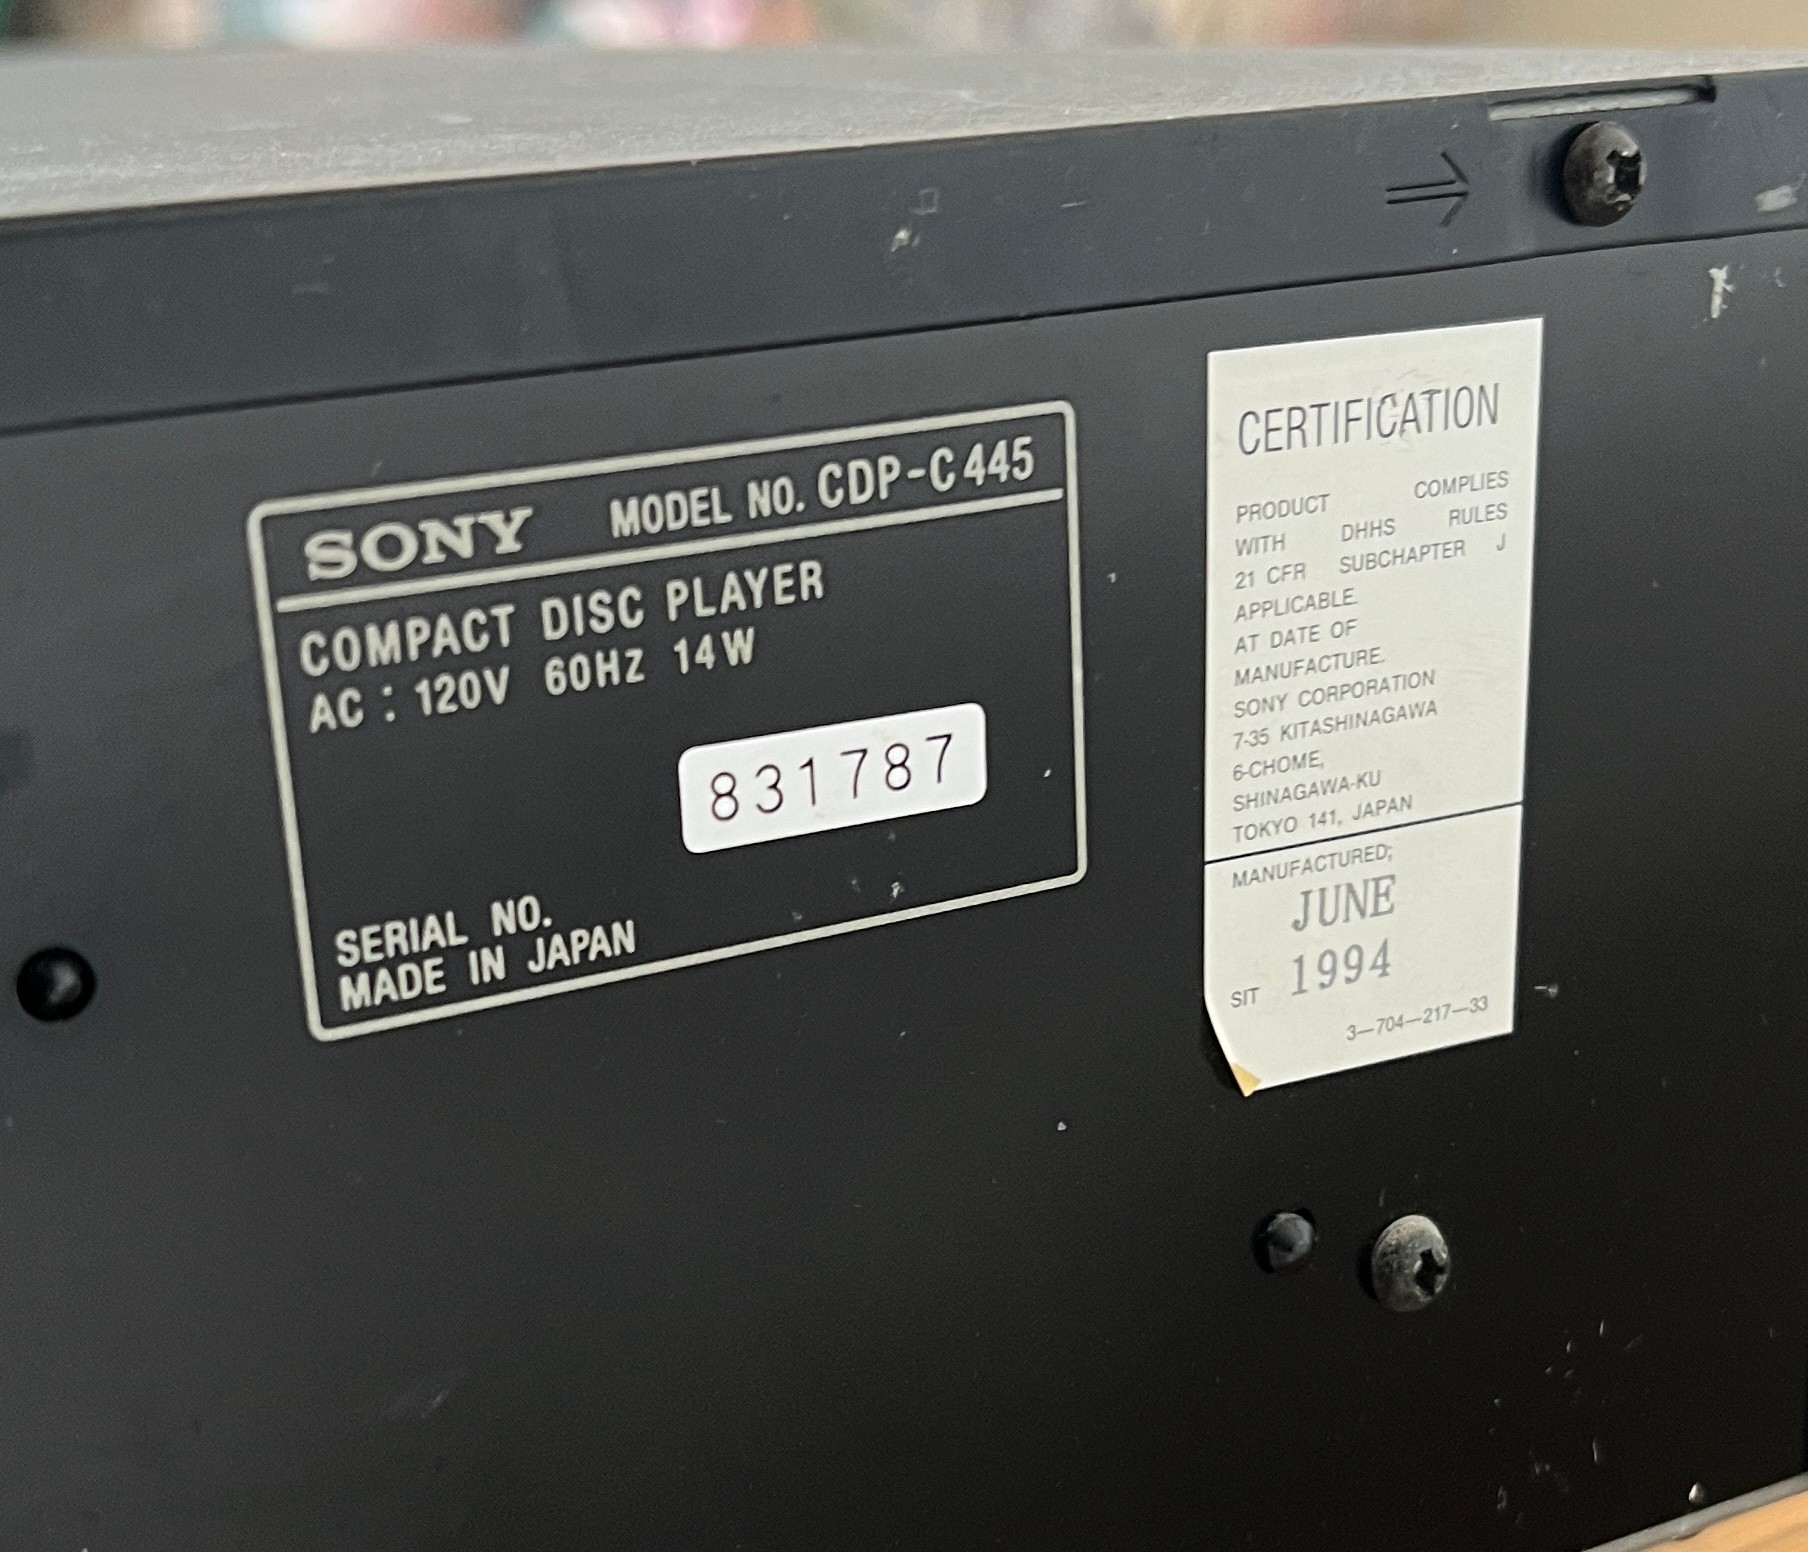 SONY MODEL NO. CDP-C445
COMPACT DISC PLAYER
AC : 120V 60HZ 14W
831787
SERIAL NO.
MADE IN JAPAN
CERTIFICATION
PRODUCT COMPLIES
WITH DHHS RULES
21 CFR SUBCHAPTER J
APPLICABLE.
AT DATE OF
MANUFACTURE.
SONY CORPORATION
7-35 KITASHINAGAWA
6-CHOME,
SHINAGAWA-KU
TOKYO 141, JAPAN
MANUFACTURED;
JUNE
SIT 1994
3—704—217—33